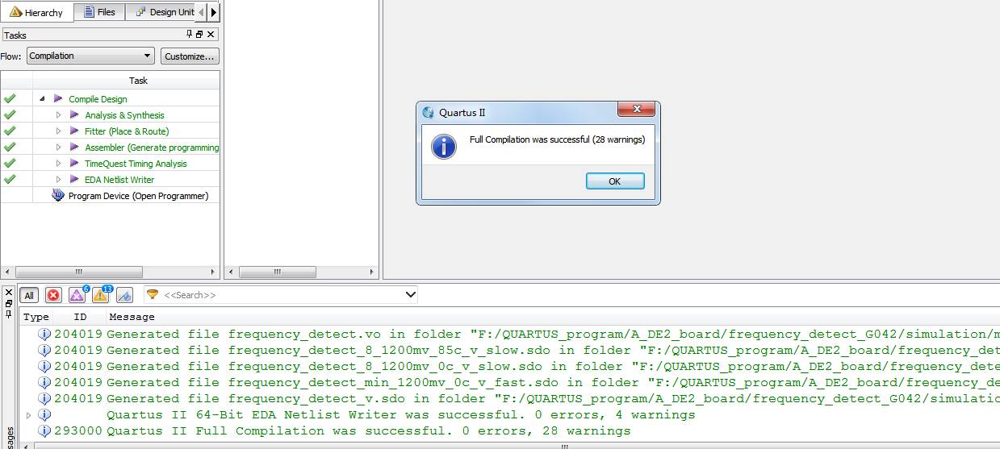 Hierarchy Files Design Unit
Tasks
Flow: Compilation Customize...
Task
Compile Design
Analysis & Synthesis
Fitter (Place & Route)
Assembler (Generate programming
TimeQuest Timing Analysis
EDA Netlist Writer
Program Device (Open Programmer)
Quartus II
Full Compilation was successful (28 warnings)
OK
All 6 13 <<Search>>
Type ID Message
204019 Generated file frequency_detect.vo in folder "F:/QUARTUS_program/A_DE2_board/frequency_detect_G042/simulation/m
204019 Generated file frequency_detect_8_1200mv_85c_v_slow.sdo in folder "F:/QUARTUS_program/A_DE2_board/frequency_det
204019 Generated file frequency_detect_8_1200mv_0c_v_slow.sdo in folder "F:/QUARTUS_program/A_DE2_board/frequency_dete
204019 Generated file frequency_detect_min_1200mv_0c_v_fast.sdo in folder "F:/QUARTUS_program/A_DE2_board/frequency_de
204019 Generated file frequency_detect_v.sdo in folder "F:/QUARTUS_program/A_DE2_board/frequency_detect_G042/simulatio
Quartus II 64-Bit EDA Netlist Writer was successful. 0 errors, 4 warnings
293000 Quartus II Full Compilation was successful. 0 errors, 28 warnings
sages